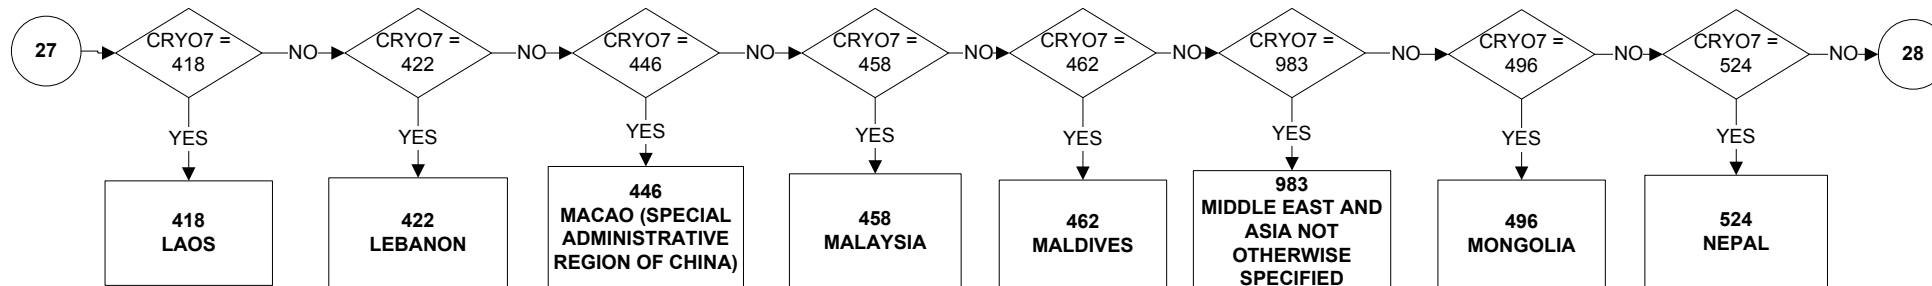 27
CRYO7 =
418
NO
CRYO7 =
422
NO
CRYO7 =
446
NO
CRYO7 =
458
NO
CRYO7 =
462
NO
CRYO7 =
983
NO
CRYO7 =
496
NO
CRYO7 =
524
NO
28
YES
YES
YES
YES
YES
YES
YES
YES
418
LAOS
422
LEBANON
446
MACAO (SPECIAL
ADMINISTRATIVE
REGION OF CHINA)
458
MALAYSIA
462
MALDIVES
983
MIDDLE EAST AND
ASIA NOT
OTHERWISE
SPECIFIED
496
MONGOLIA
524
NEPAL